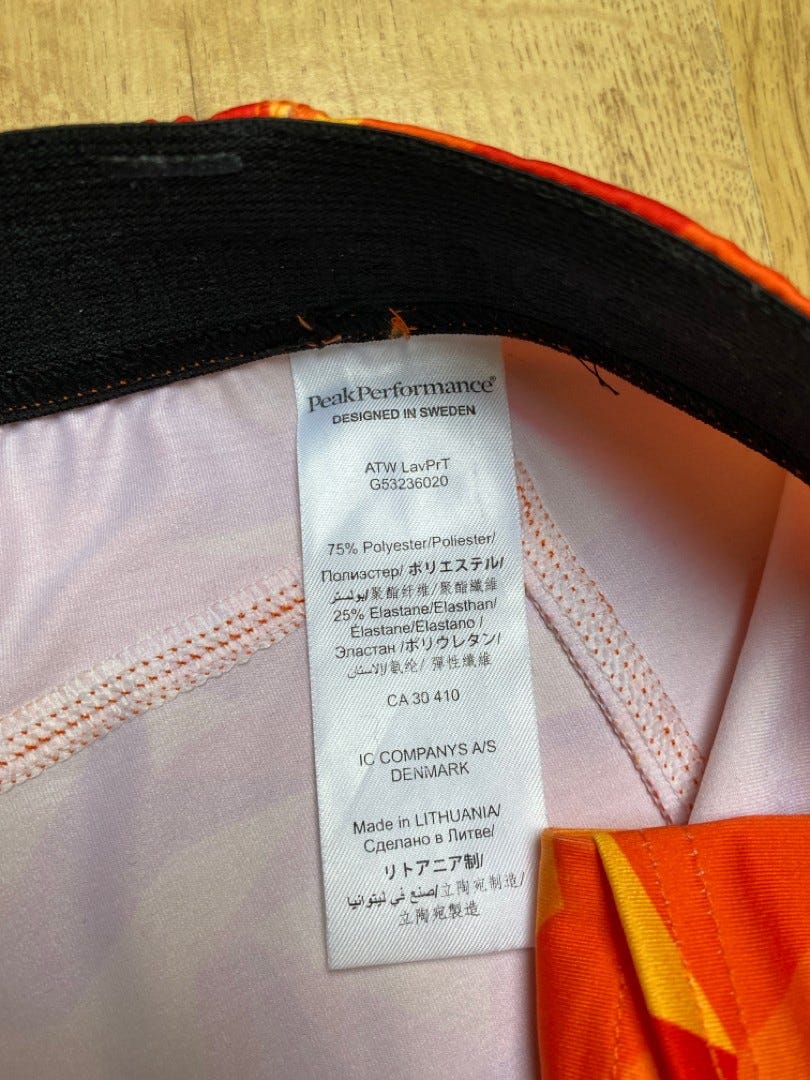 PeakPerformance®
DESIGNED IN SWEDEN
ATW LavPrT
G53236020
75% Polyester/Poliester/
Полиэстер/ ポリエステル/
بوليستر/聚酯纤维/聚酯纖維
25% Elastane/Elasthan/
Élastane/Elastano /
Эластан /ポリウレタン/
الاستان/氨纶/ 彈性纖維
CA 30 410
IC COMPANYS A/S
DENMARK
Made in LITHUANIA/
Сделано в Литве/
リトアニア制/
صنع في ليتوانيا/立陶宛制造/
立陶宛製造